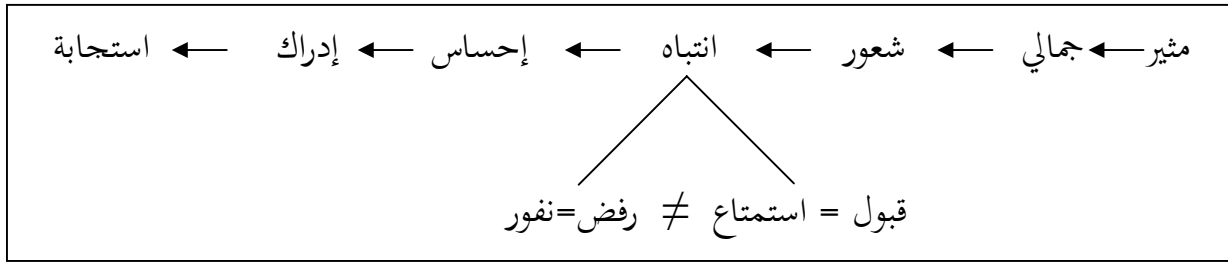 مثير ← جمالي ← شعور ← انتباه ← إحساس ← إدراك ← استجابة
قبول = استمتاع ≠ رفض=نفور